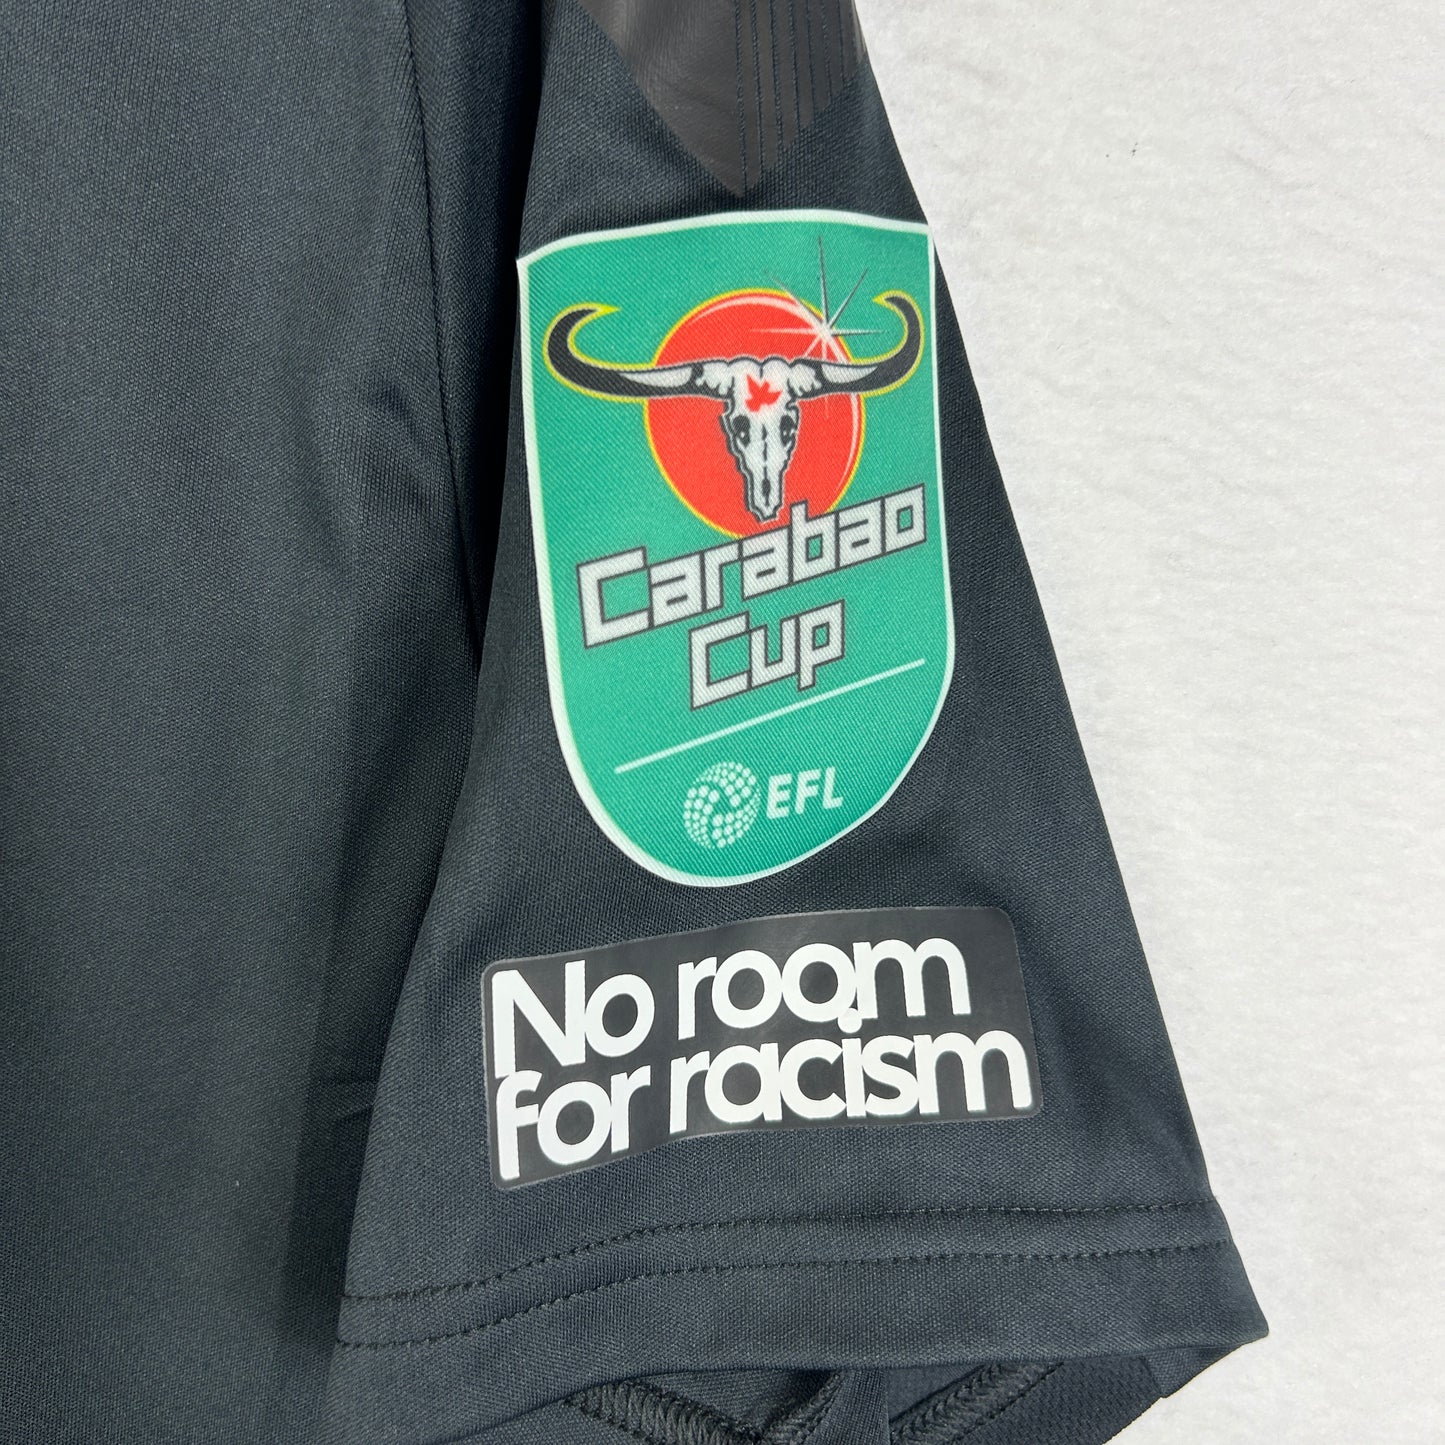 Carabao
Cup
EFL
No room
for racism